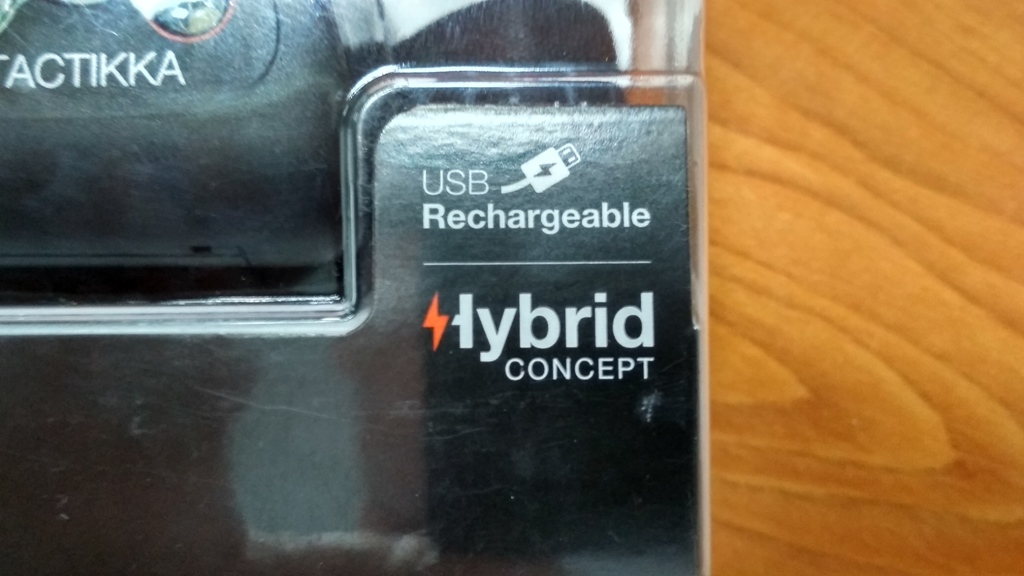 TACTIKKA
USB
Rechargeable
Hybrid
CONCEPT